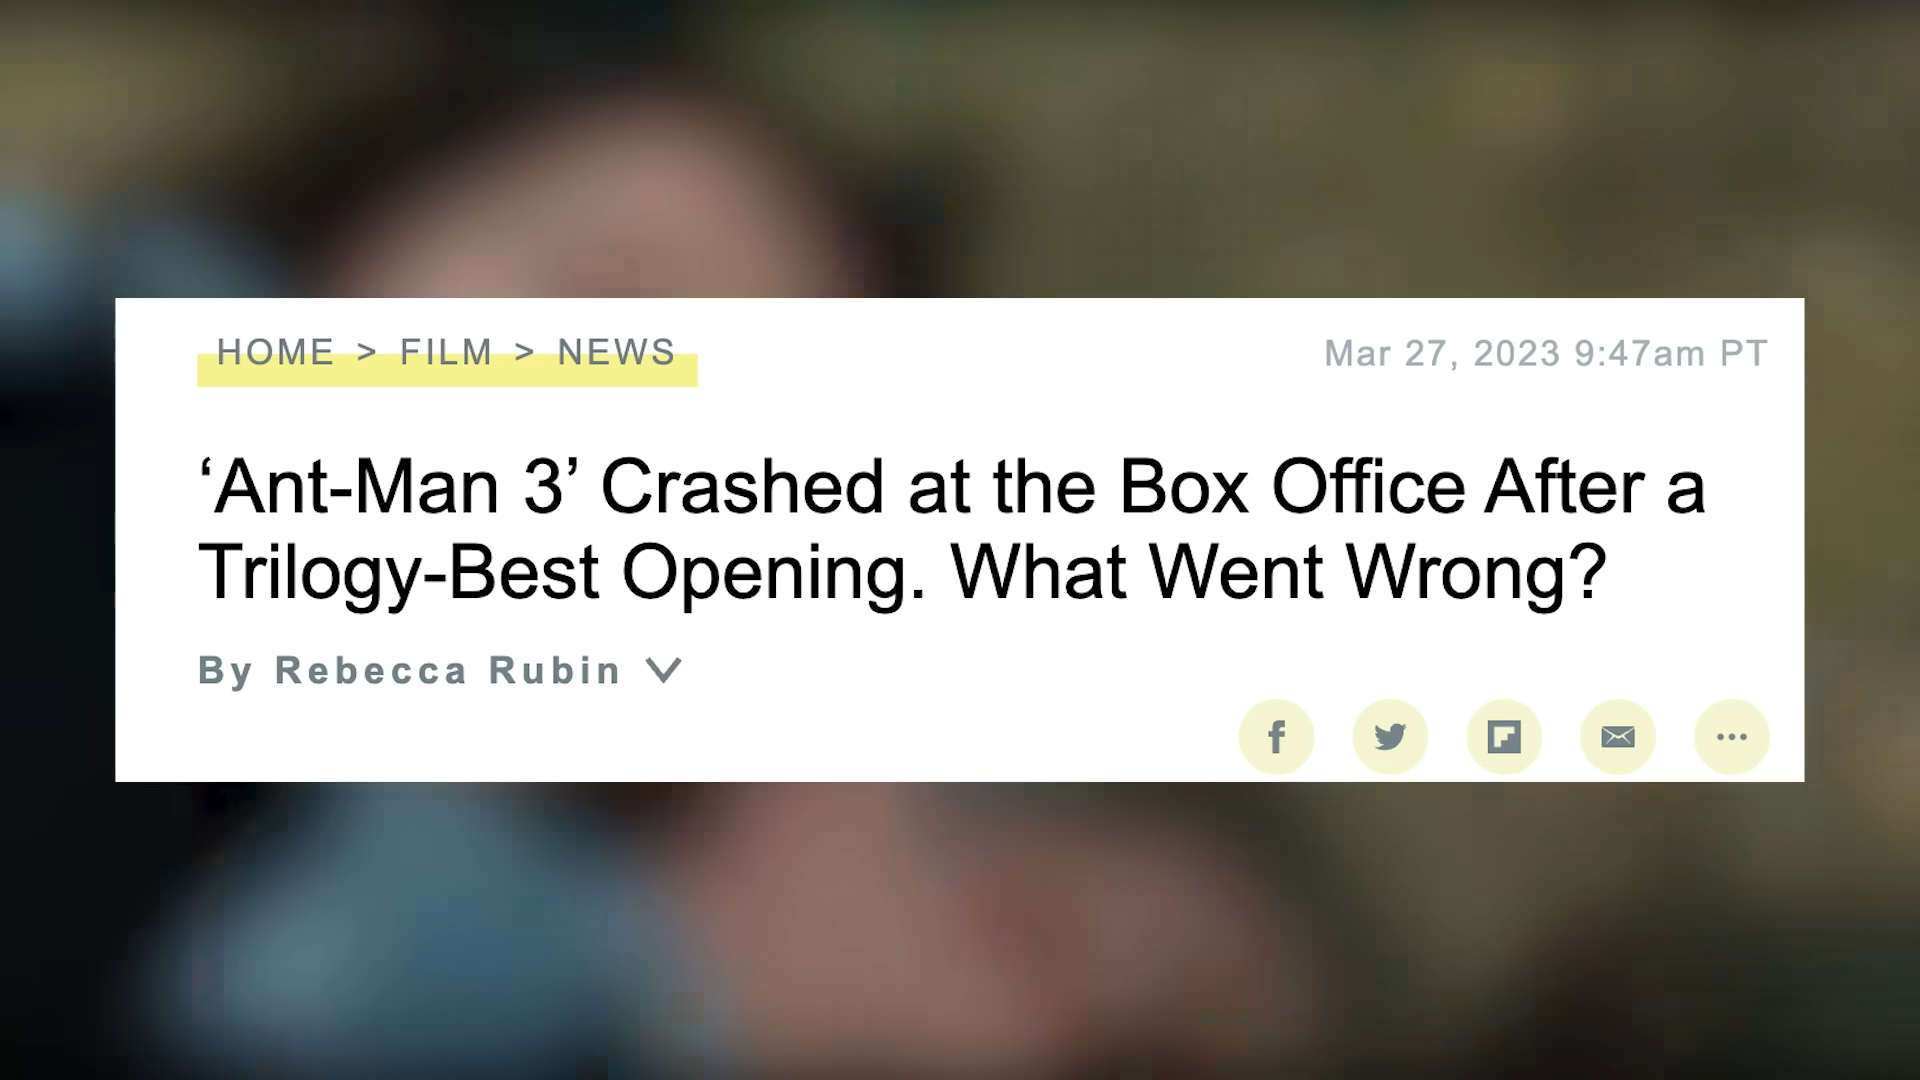 HOME > FILM > NEWS
Mar 27, 2023 9:47am PT
‘Ant-Man 3’ Crashed at the Box Office After a
Trilogy-Best Opening. What Went Wrong?
By Rebecca Rubin